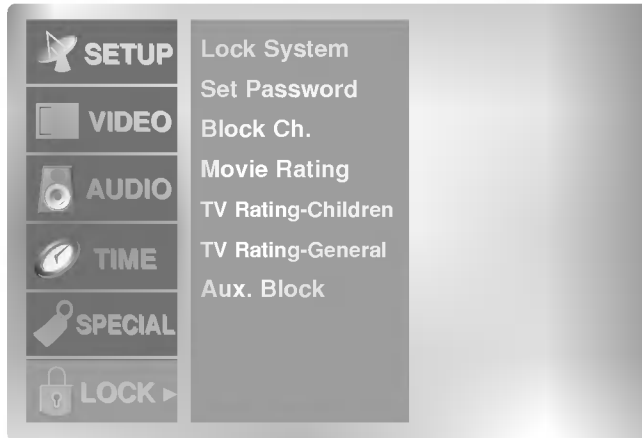 SETUP
VIDEO
AUDIO
TIME
SPECIAL
LOCK ►
Lock System
Set Password
Block Ch.
Movie Rating
TV Rating-Children
TV Rating-General
Aux. Block